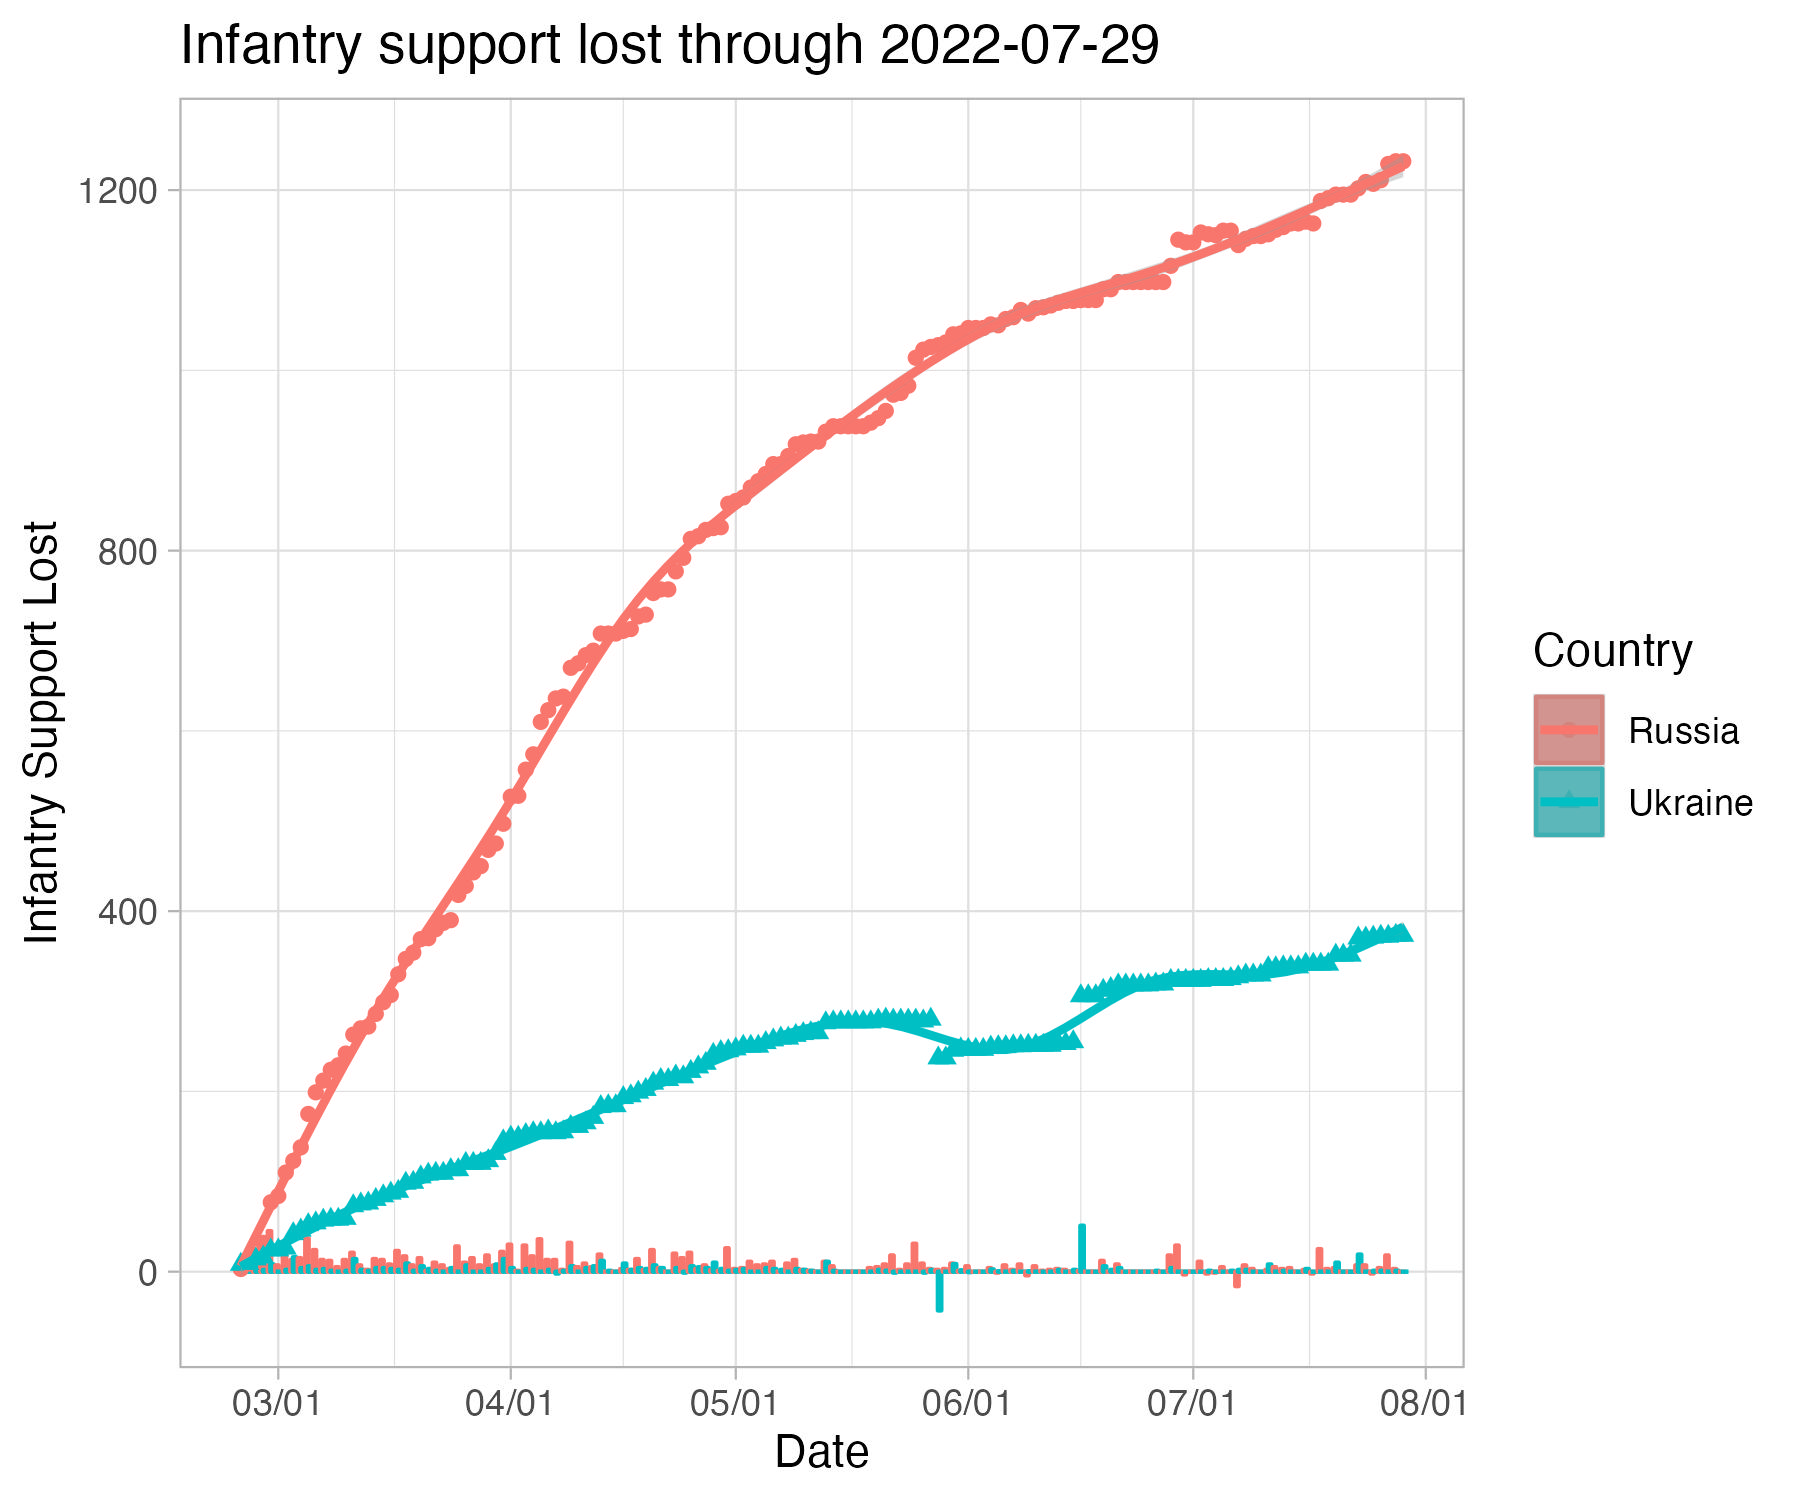 Infantry support lost through 2022-07-29
Infantry Support Lost
1200
800
400
0
03/01
04/01
05/01
06/01
07/01
08/01
Date
Country
Russia
Ukraine